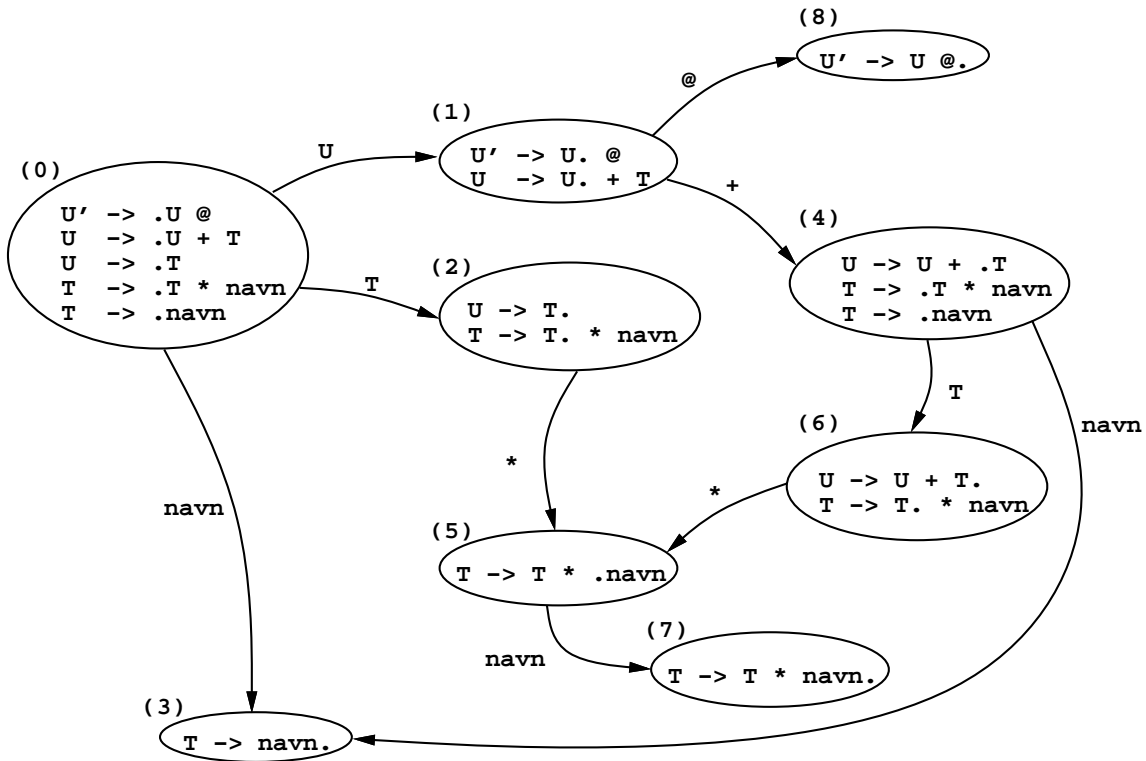 (8)
U' -> U @.
@
(1)
U
U' -> U. @
U -> U. + T
(0)
+
U' -> .U @
U -> .U + T
U -> .T
T -> .T * navn
T -> .navn
(4)
U -> U + .T
T -> .T * navn
T -> .navn
(2)
T
U -> T.
T -> T. * navn
T
navn
(6)
*
*
U -> U + T.
T -> T. * navn
navn
(5)
T -> T * .navn
(7)
navn
T -> T * navn.
(3)
T -> navn.